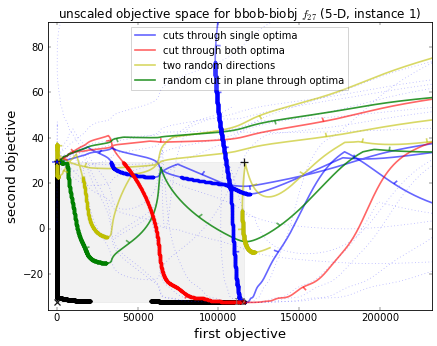 unscaled objective space for bbob-biobj f27 (5-D, instance 1)
cuts through single optima
cut through both optima
two random directions
random cut in plane through optima
second objective
80
60
40
20
0
−20
0
50000
100000
150000
200000
first objective